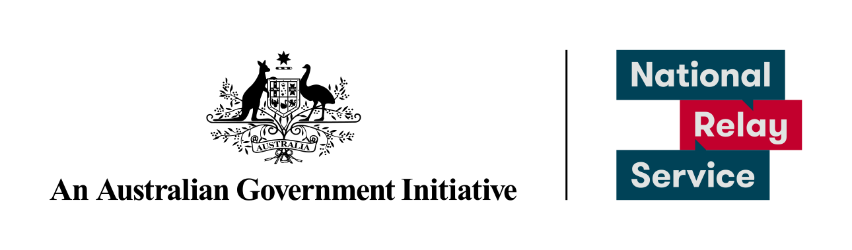 AUSTRALIA
An Australian Government Initiative
National
Relay
Service